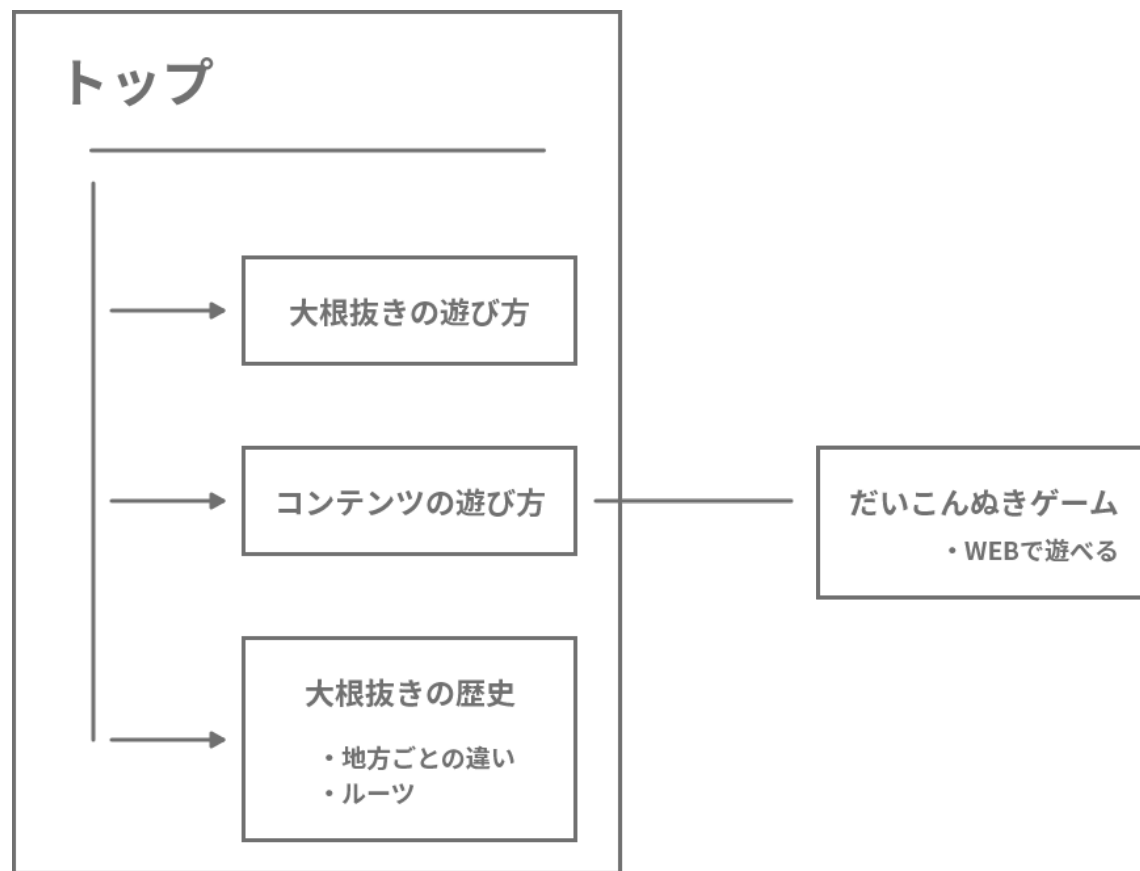 トップ
大根抜きの遊び方
コンテンツの遊び方
だいこんぬきゲーム
・WEBで遊べる
大根抜きの歴史
・地方ごとの違い
・ルーツ